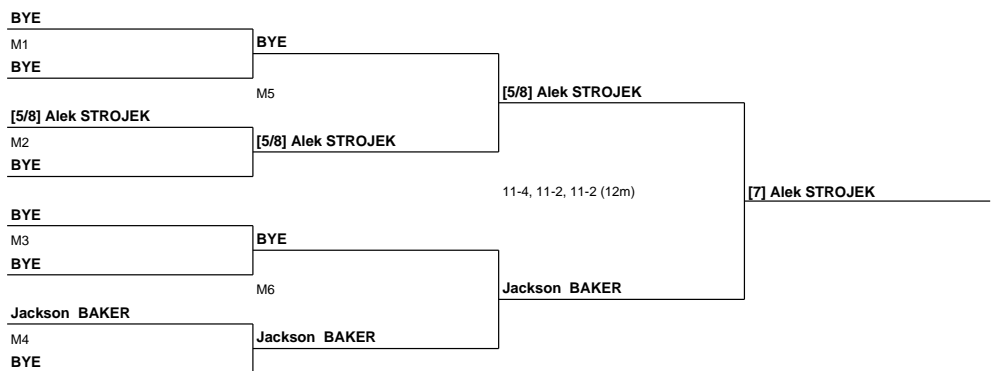 BYE
M1
BYE
BYE
M5
[5/8] Alek STROJEK
[5/8] Alek STROJEK
M2
[5/8] Alek STROJEK
BYE
11-4, 11-2, 11-2 (12m)
[7] Alek STROJEK
BYE
M3
BYE
BYE
M6
Jackson BAKER
Jackson BAKER
M4
Jackson BAKER
BYE